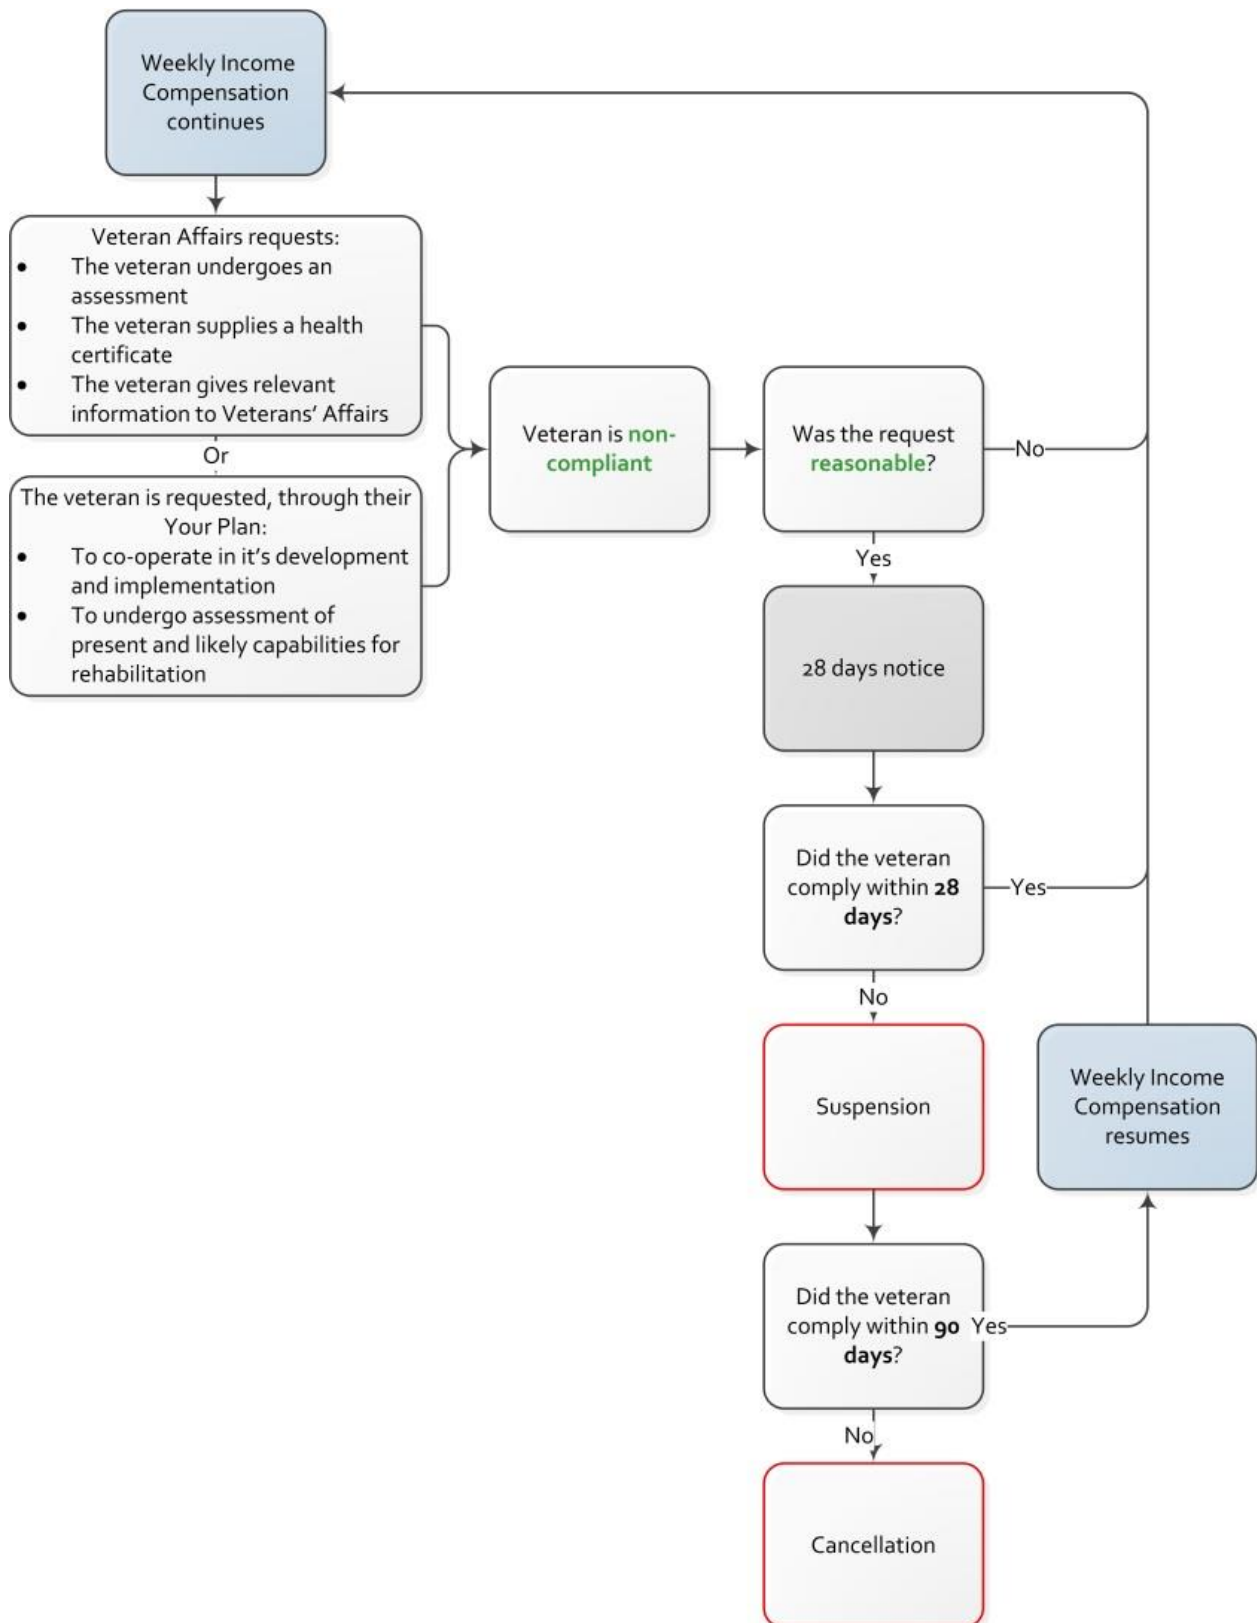 Weekly Income
Compensation
continues
Veteran Affairs requests:
• The veteran undergoes an
assessment
• The veteran supplies a health
certificate
• The veteran gives relevant
information to Veterans’ Affairs
Or
The veteran is requested, through their
Your Plan:
• To co-operate in it’s development
and implementation
• To undergo assessment of
present and likely capabilities for
rehabilitation
Veteran is non-
compliant
Was the request
reasonable?
No
Yes
28 days notice
Did the veteran
comply within 28
days?
Yes
No
Suspension
Weekly Income
Compensation
resumes
Did the veteran
comply within 90
days?
Yes
No
Cancellation